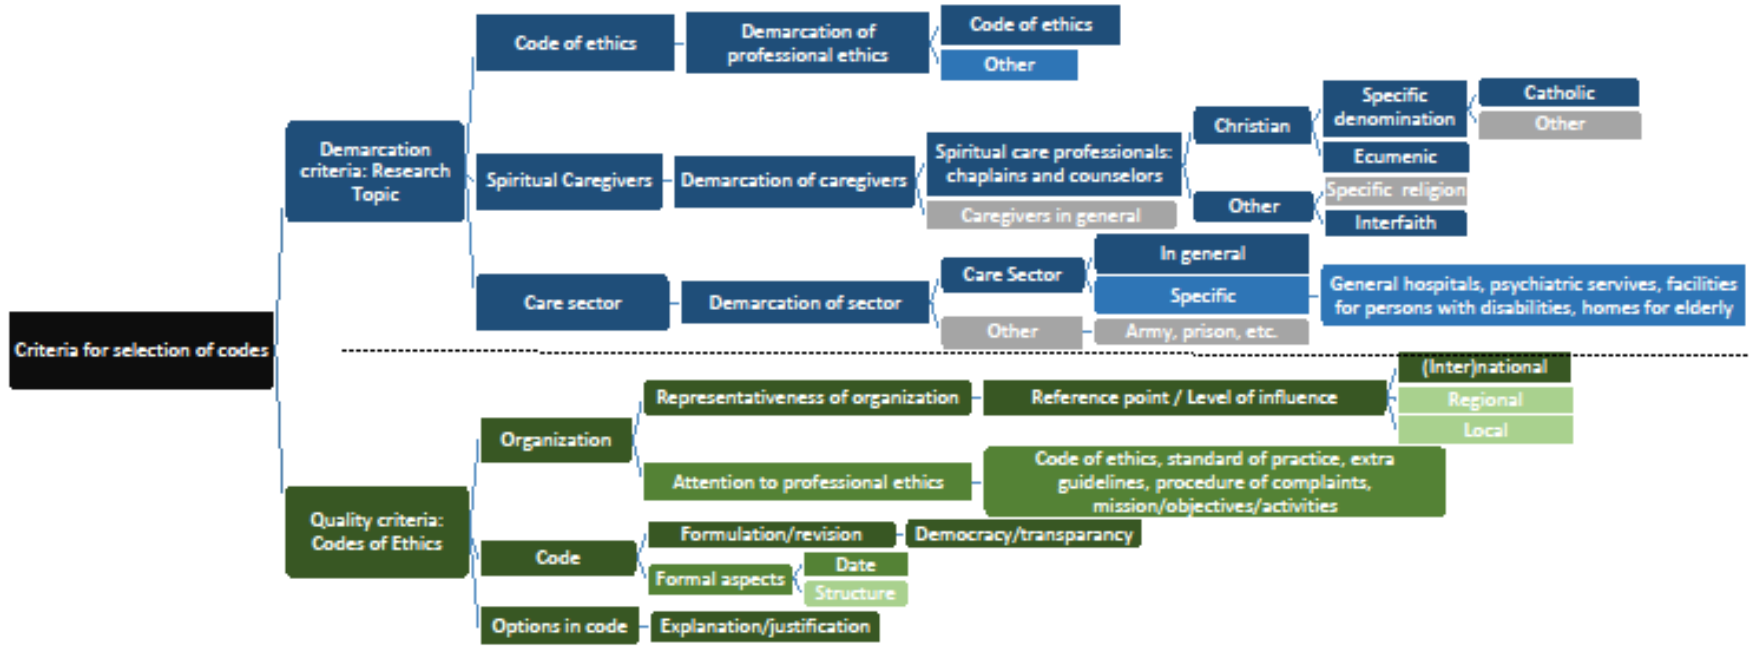 Criteria for selection of codes
Demarcation
criteria: Research
Topic
Code of ethics
Demarcation of
professional ethics
Code of ethics
Other
Spiritual Caregivers
Demarcation of caregivers
Spiritual care professionals:
chaplains and counselors
Christian
Specific
denomination
Catholic
Other
Ecumenic
Other
Specific religion
Interfaith
Caregivers in general
Care sector
Demarcation of sector
Care Sector
In general
Specific
General hospitals, psychiatric servives, facilities
for persons with disabilities, homes for elderly
Other
Army, prison, etc.
Quality criteria:
Codes of Ethics
Organization
Representativeness of organization
Reference point / Level of influence
(Inter)national
Regional
Local
Attention to professional ethics
Code of ethics, standard of practice, extra
guidelines, procedure of complaints,
mission/objectives/activities
Code
Formulation/revision
Democracy/transparancy
Formal aspects
Date
Structure
Options in code
Explanation/justification